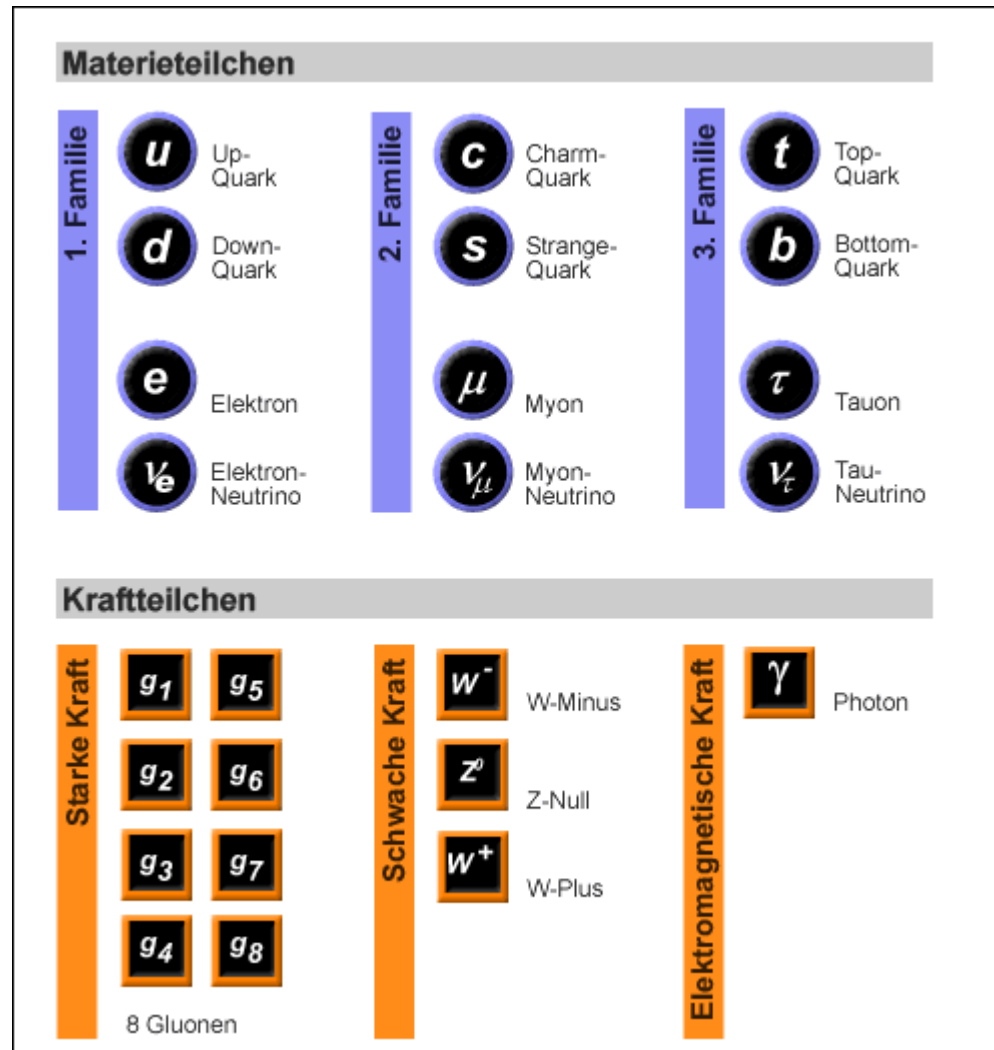 Materieteilchen
1. Familie
u
Up-
Quark
d
Down-
Quark
e
Elektron
νe
Elektron-
Neutrino
2. Familie
c
Charm-
Quark
s
Strange-
Quark
μ
Myon
νμ
Myon-
Neutrino
3. Familie
t
Top-
Quark
b
Bottom-
Quark
τ
Tauon
ντ
Tau-
Neutrino
Kraftteilchen
Starke Kraft
g1 g5
g2 g6
g3 g7
g4 g8
8 Gluonen
Schwache Kraft
W-
W-Minus
Z0
Z-Null
W+
W-Plus
Elektromagnetische Kraft
γ
Photon